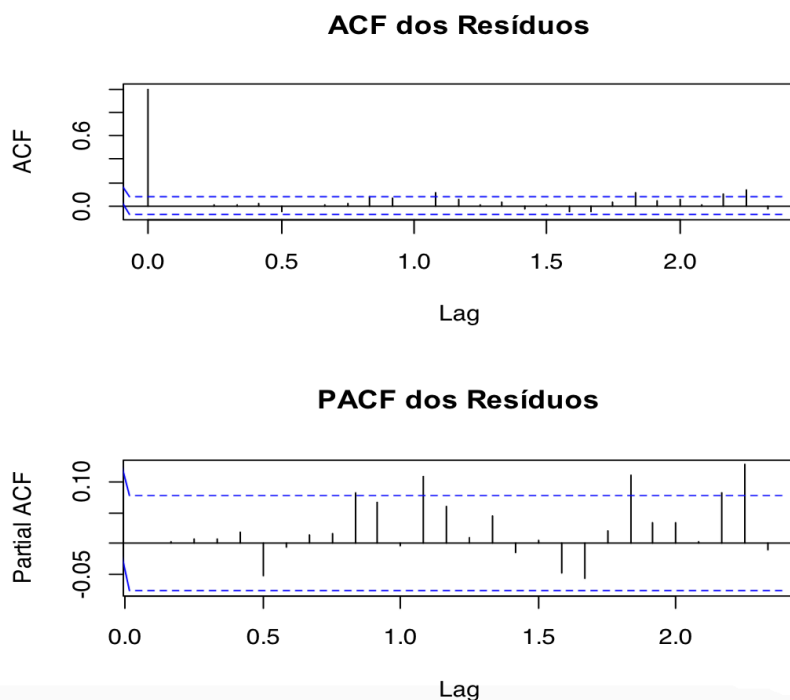 ACF dos Resíduos
ACF
0.6
0.0
0.0 0.5 1.0 1.5 2.0
Lag
PACF dos Resíduos
Partial ACF
0.10
-0.05
0.0 0.5 1.0 1.5 2.0
Lag